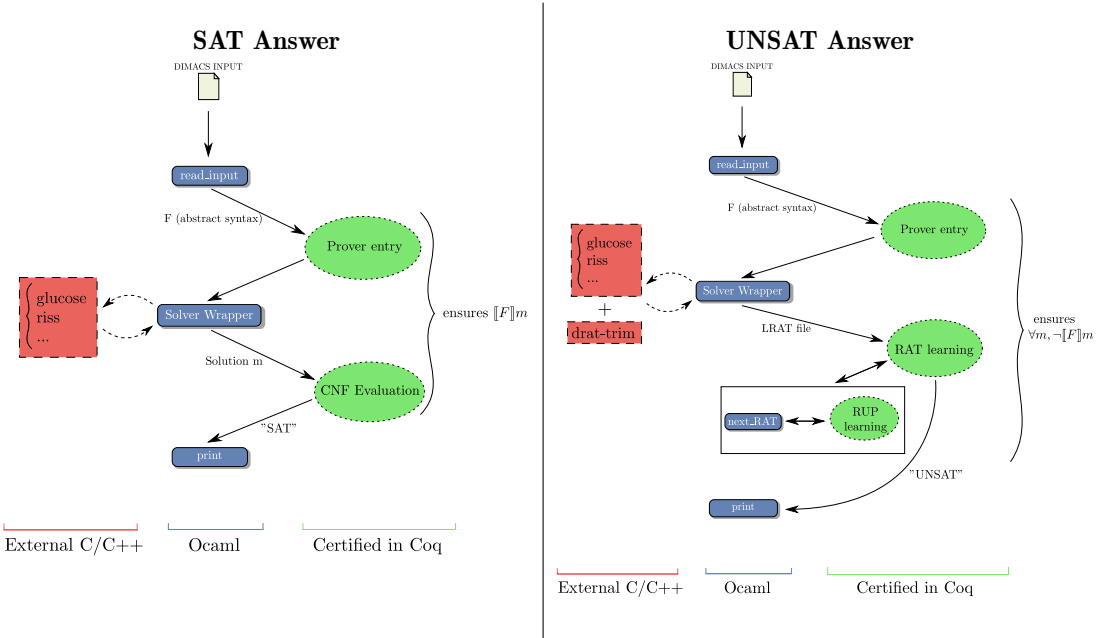 SAT Answer
DIMACS INPUT
read_input
F (abstract syntax)
Prover entry
glucose
riss
...
Solver Wrapper
ensures ⟦F⟧m
Solution m
CNF Evaluation
"SAT"
print
External C/C++
Ocaml
Certified in Coq
UNSAT Answer
DIMACS INPUT
read_input
F (abstract syntax)
Prover entry
glucose
riss
...
Solver Wrapper
+
drat-trim
LRAT file
ensures
∀m, ¬⟦F⟧m
RAT learning
next_RAT
RUP
learning
"UNSAT"
print
External C/C++
Ocaml
Certified in Coq